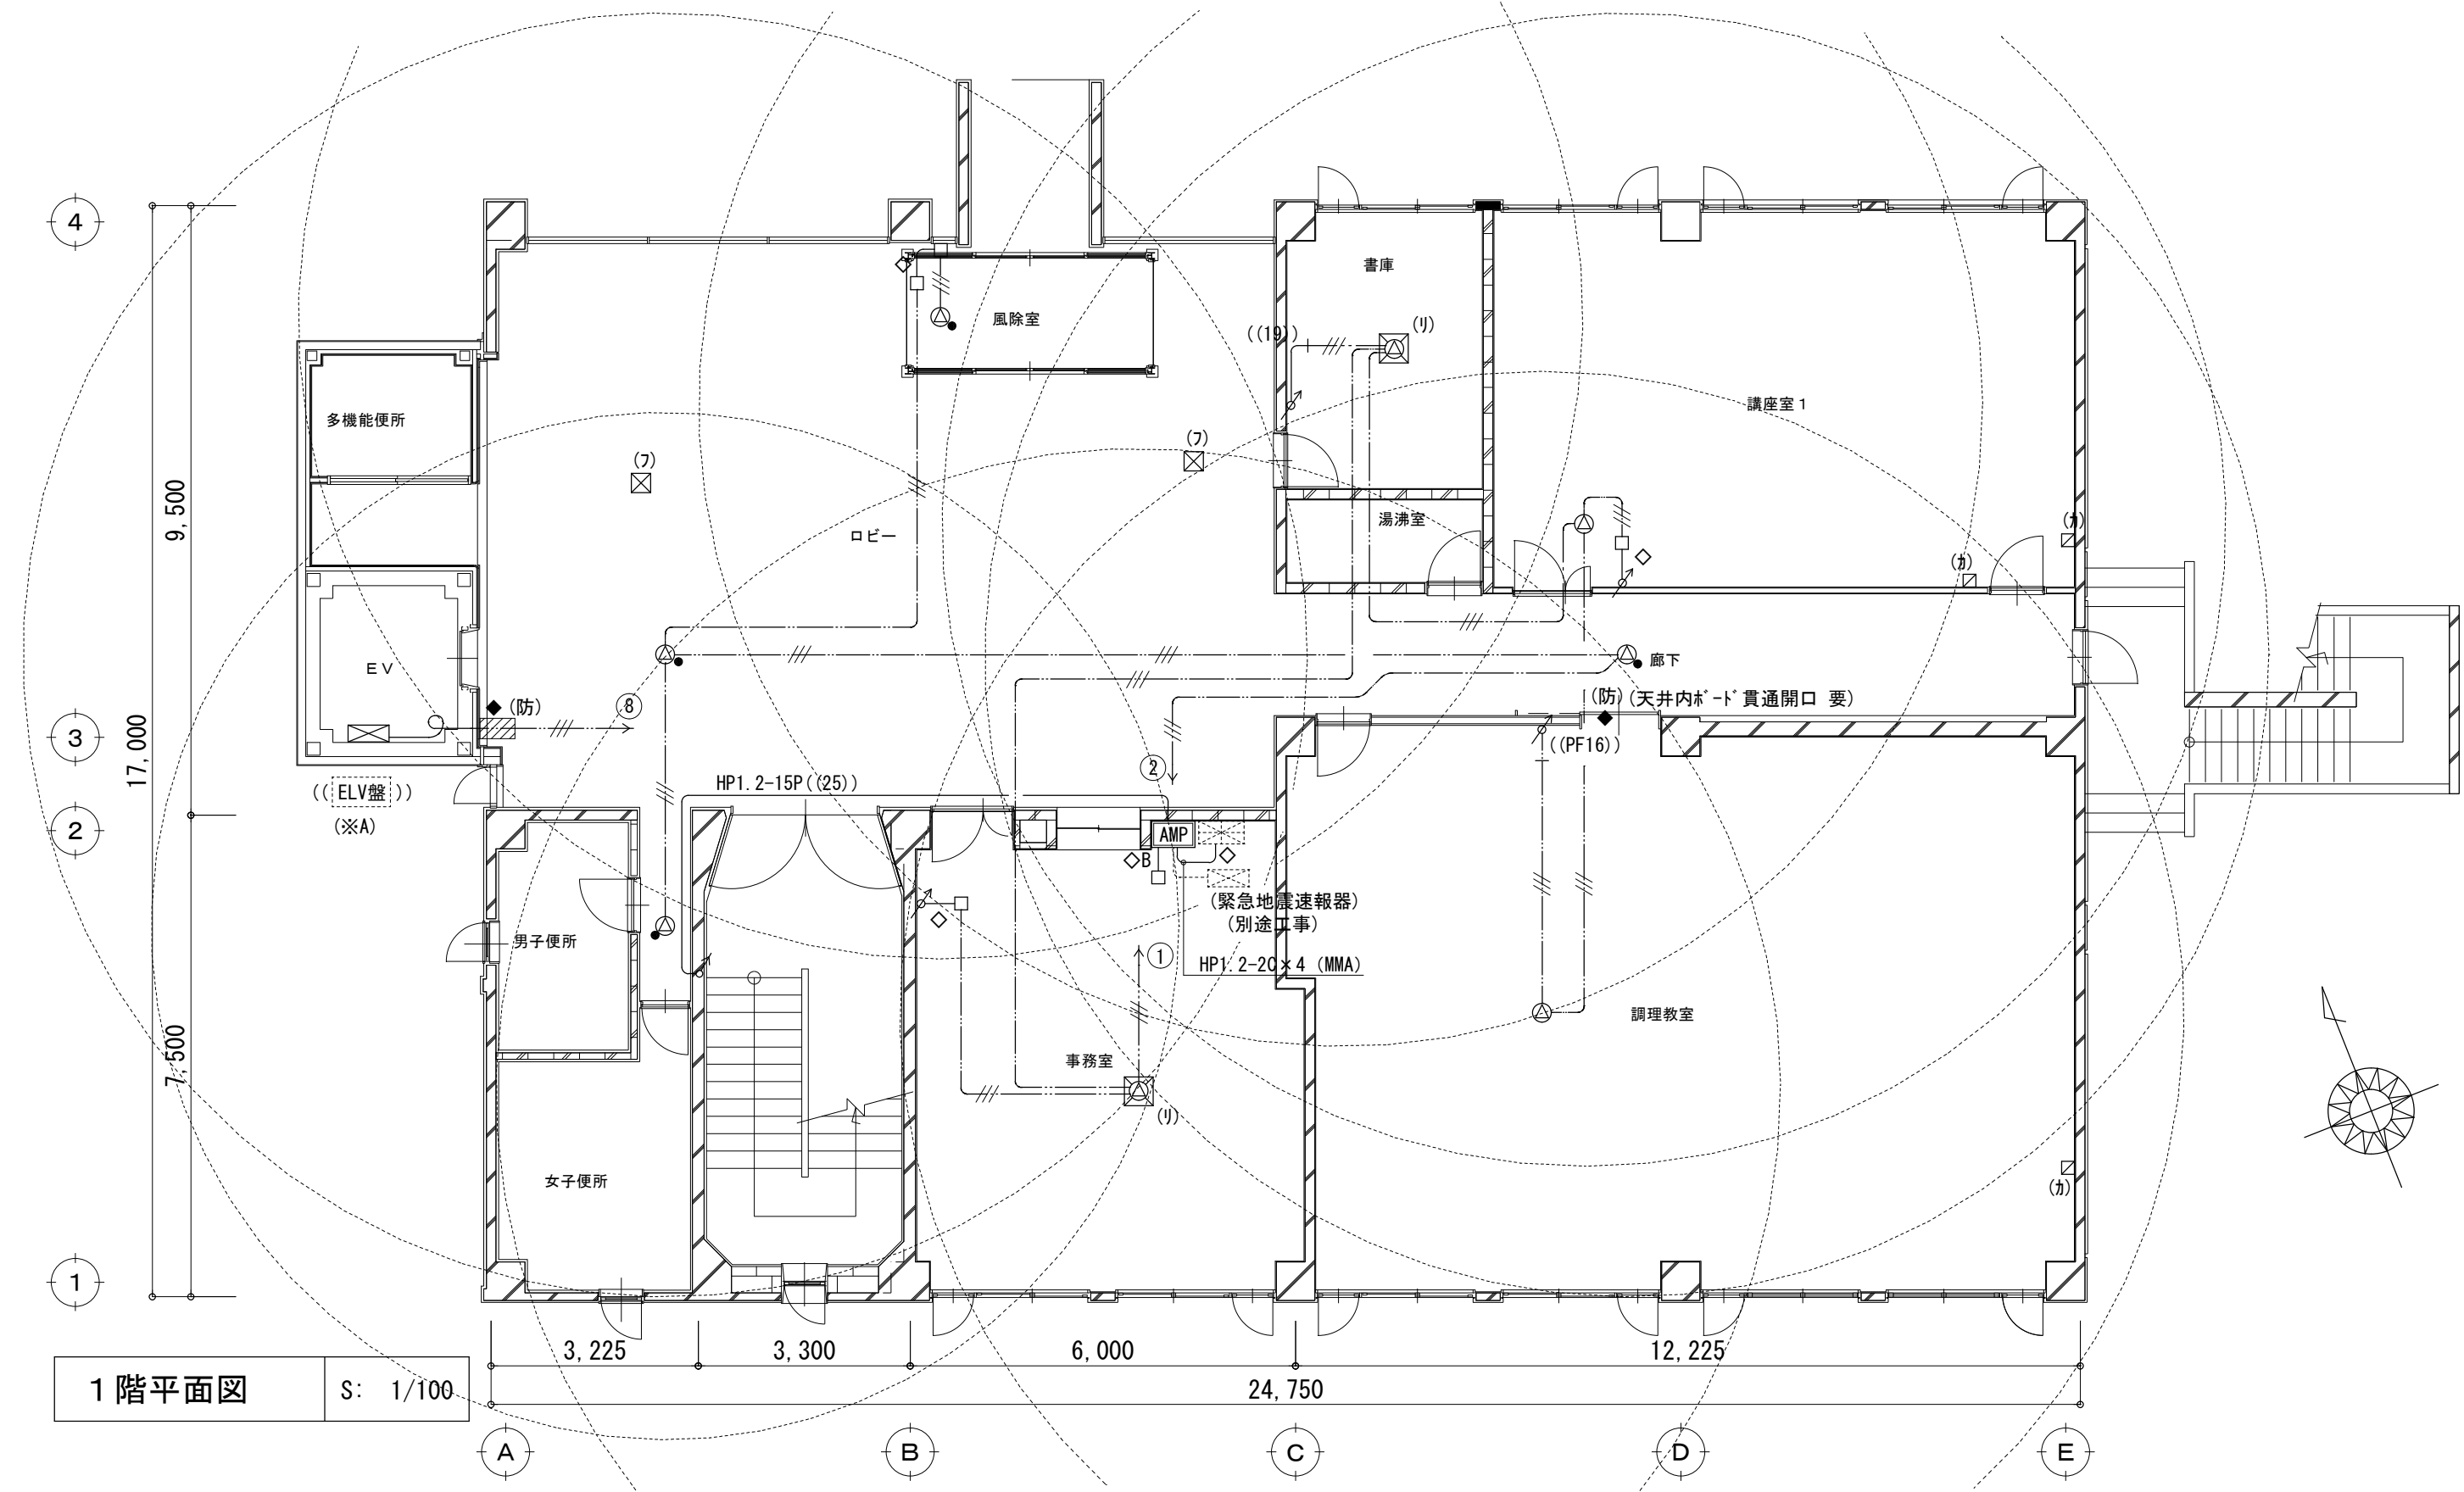 4
書庫
(ﾘ)
風除室
((19))
講座室１
多機能便所
(ﾌ)
(ﾌ)
9,500
ロビー
湯沸室
(ｶ)
(ｶ)
ＥＶ
廊下
(防)
⑧
(防)(天井内ﾎﾞｰﾄﾞ貫通開口 要)
3
17,000
((PF16))
②
HP1.2-15P((25))
((ELV盤))
(※A)
2
AMP
◇B
(緊急地震速報器)
(別途工事)
男子便所
①
HP1.2-2C×4 (MMA)
調理教室
7,500
事務室
(ﾘ)
女子便所
(ｶ)
1
3,225
3,300
6,000
12,225
１階平面図
S: 1/100
24,750
A
B
C
D
E